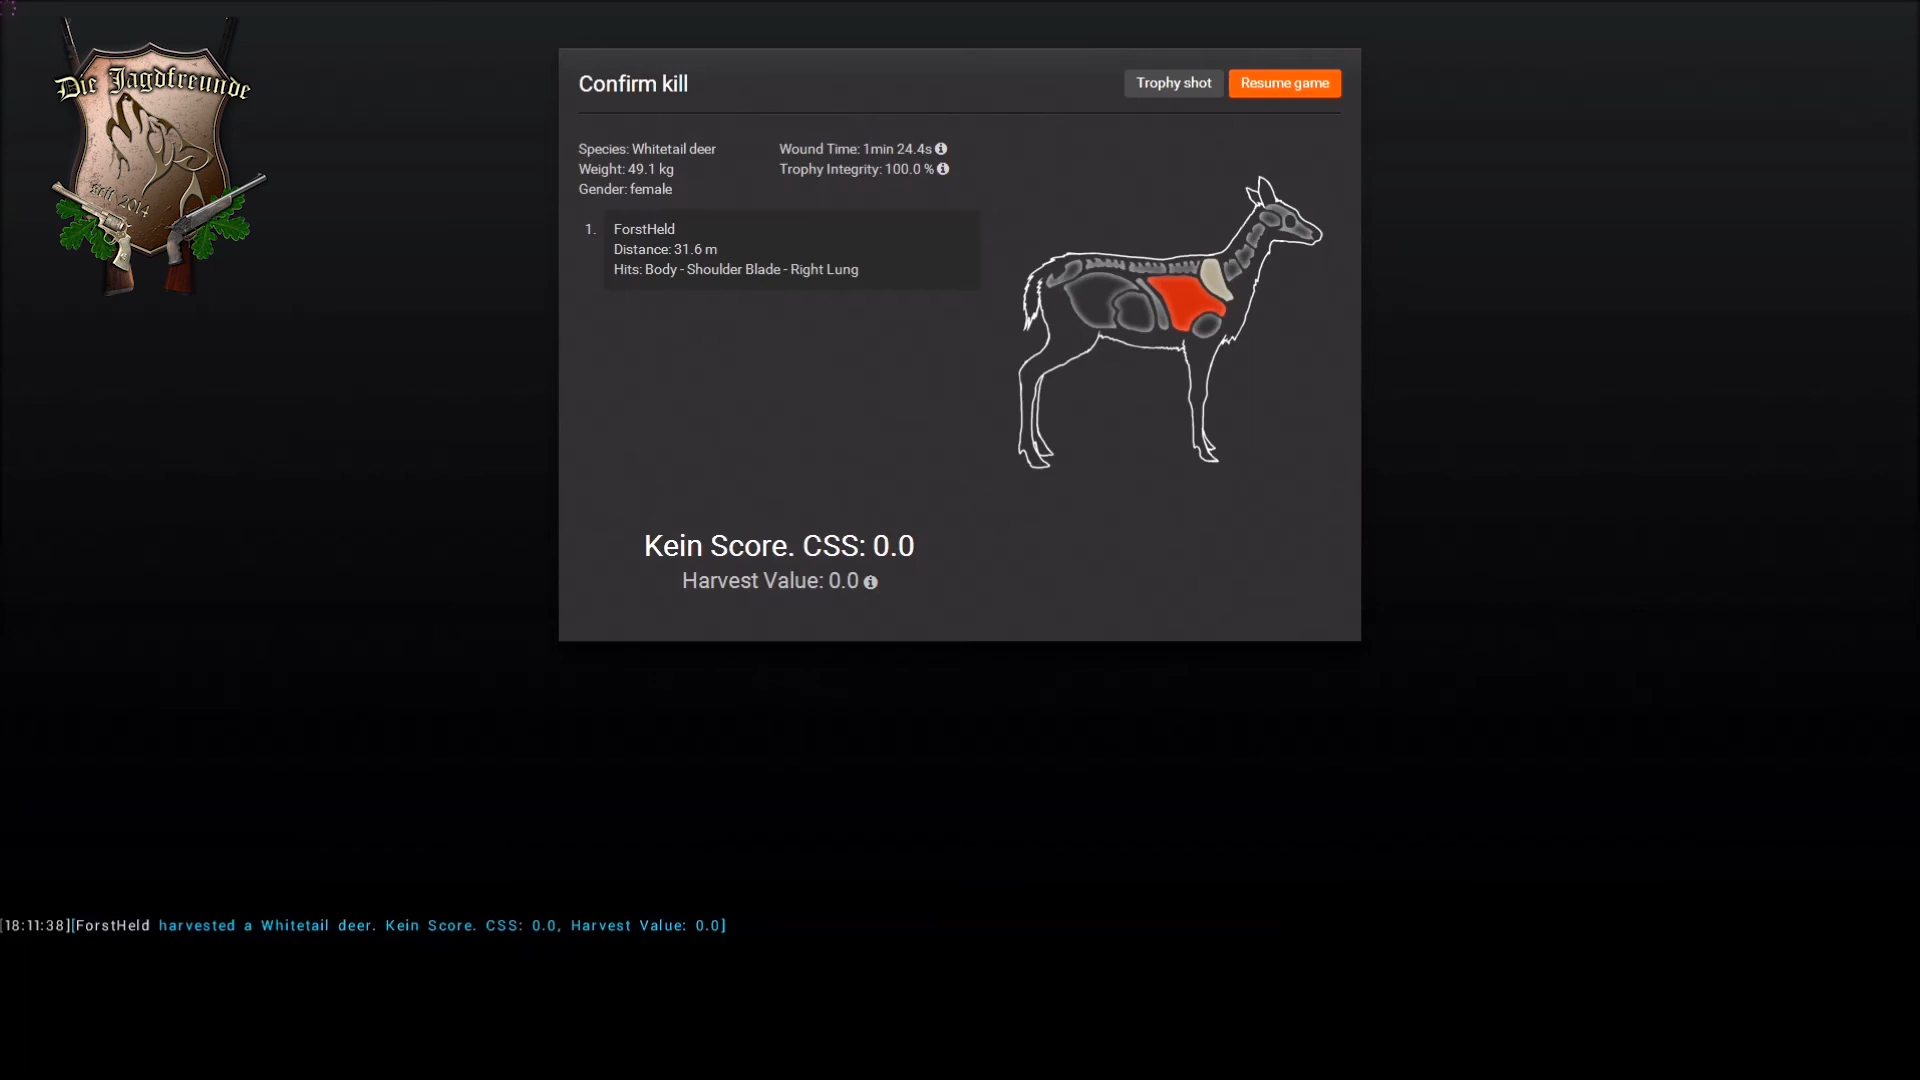 Die Jagdfreunde
seit 2014
Confirm kill
Trophy shot
Resume game
Species: Whitetail deer
Weight: 49.1 kg
Gender: female
Wound Time: 1min 24.4s
Trophy Integrity: 100.0 %
1. ForstHeld
Distance: 31.6 m
Hits: Body - Shoulder Blade - Right Lung
Kein Score. CSS: 0.0
Harvest Value: 0.0
[18:11:38][ForstHeld harvested a Whitetail deer. Kein Score. CSS: 0.0, Harvest Value: 0.0]